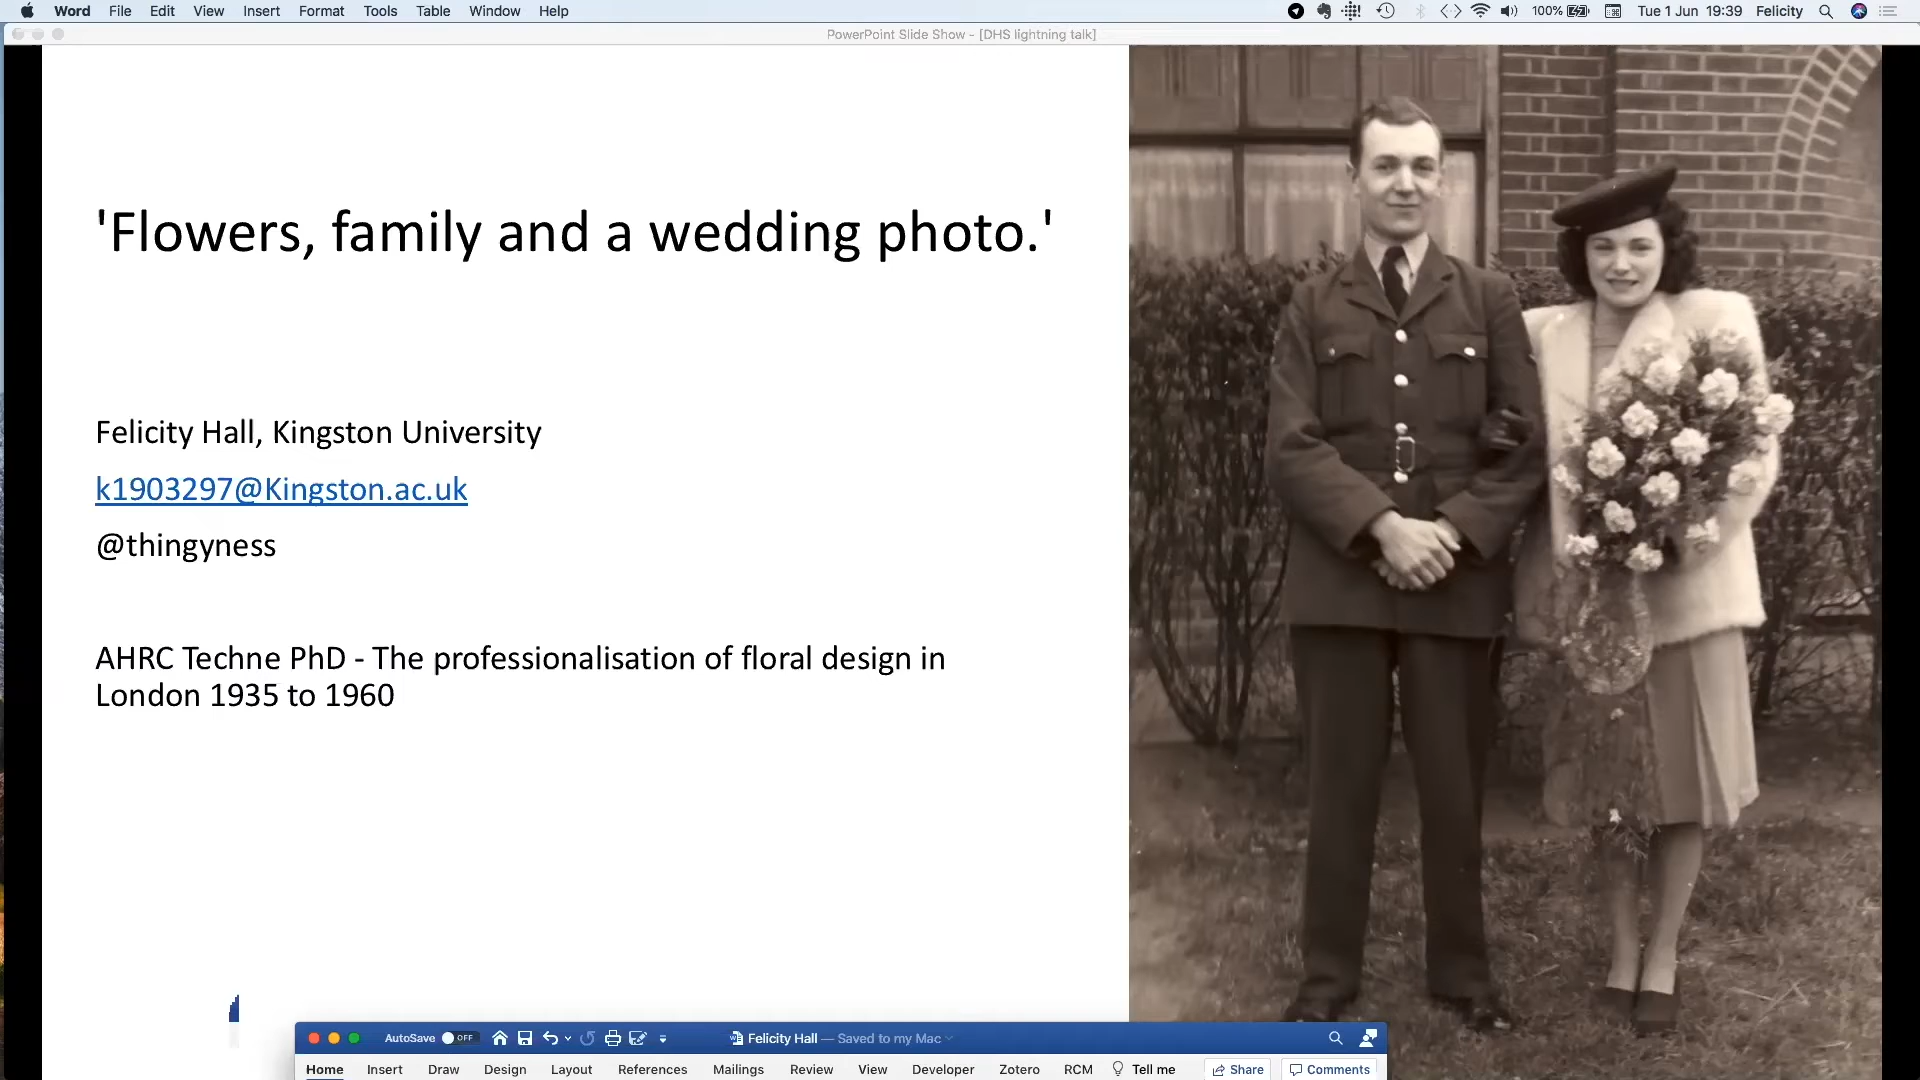 Word File Edit View Insert Format Tools Table Window Help 100% Tue 1 Jun 19:39 Felicity
PowerPoint Slide Show - [DHS lightning talk]
'Flowers, family and a wedding photo.'
Felicity Hall, Kingston University
k1903297@Kingston.ac.uk
@thingyness
AHRC Techne PhD - The professionalisation of floral design in
London 1935 to 1960
AutoSave OFF Felicity Hall — Saved to my Mac
Home Insert Draw Design Layout References Mailings Review View Developer Zotero RCM Tell me Share Comments